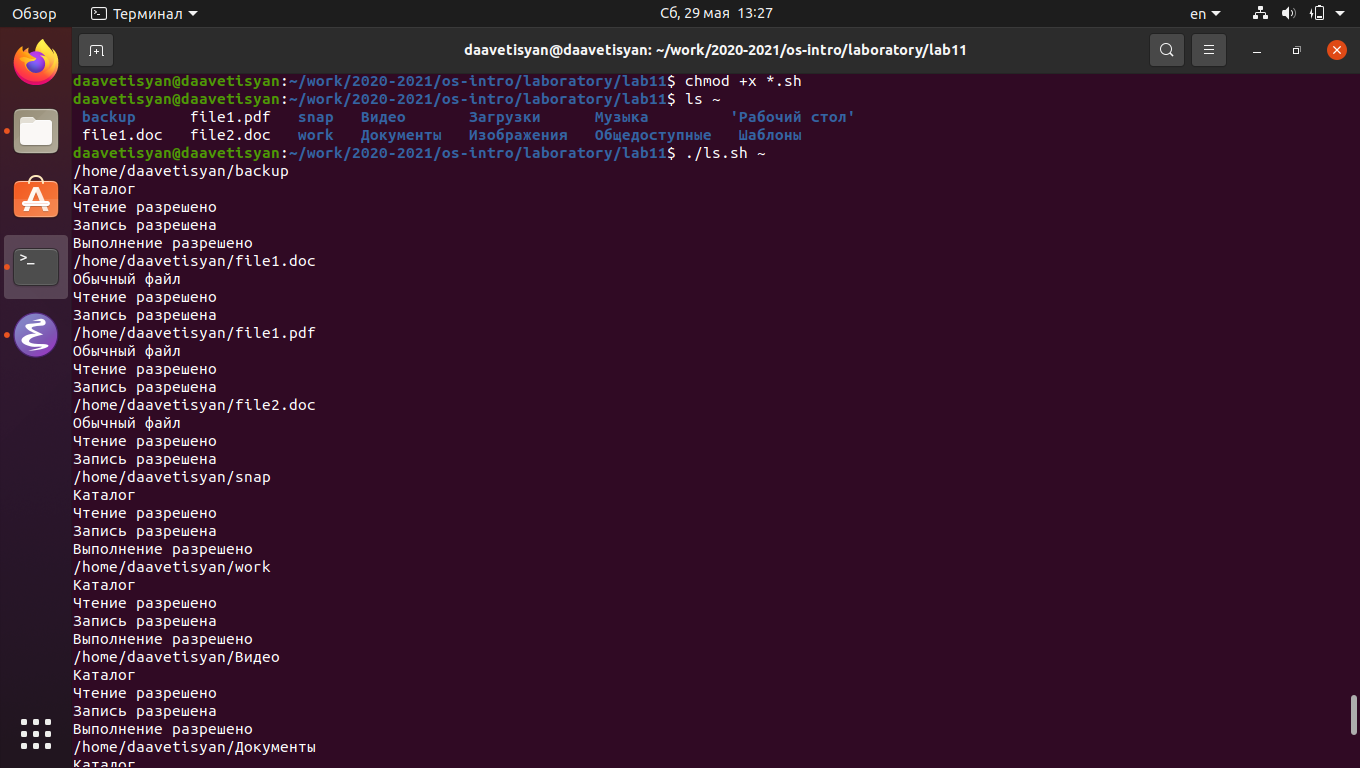 Обзор Терминал Сб, 29 мая 13:27 en
daavetisyan@daavetisyan: ~/work/2020-2021/os-intro/laboratory/lab11
daavetisyan@daavetisyan:~/work/2020-2021/os-intro/laboratory/lab11$ chmod +x *.sh
daavetisyan@daavetisyan:~/work/2020-2021/os-intro/laboratory/lab11$ ls ~
backup file1.pdf snap Видео Загрузки Музыка 'Рабочий стол'
file1.doc file2.doc work Документы Изображения Общедоступные Шаблоны
daavetisyan@daavetisyan:~/work/2020-2021/os-intro/laboratory/lab11$ ./ls.sh ~
/home/daavetisyan/backup
Каталог
Чтение разрешено
Запись разрешена
Выполнение разрешено
/home/daavetisyan/file1.doc
Обычный файл
Чтение разрешено
Запись разрешена
/home/daavetisyan/file1.pdf
Обычный файл
Чтение разрешено
Запись разрешена
/home/daavetisyan/file2.doc
Обычный файл
Чтение разрешено
Запись разрешена
/home/daavetisyan/snap
Каталог
Чтение разрешено
Запись разрешена
Выполнение разрешено
/home/daavetisyan/work
Каталог
Чтение разрешено
Запись разрешена
Выполнение разрешено
/home/daavetisyan/Видео
Каталог
Чтение разрешено
Запись разрешена
Выполнение разрешено
/home/daavetisyan/Документы
Каталог